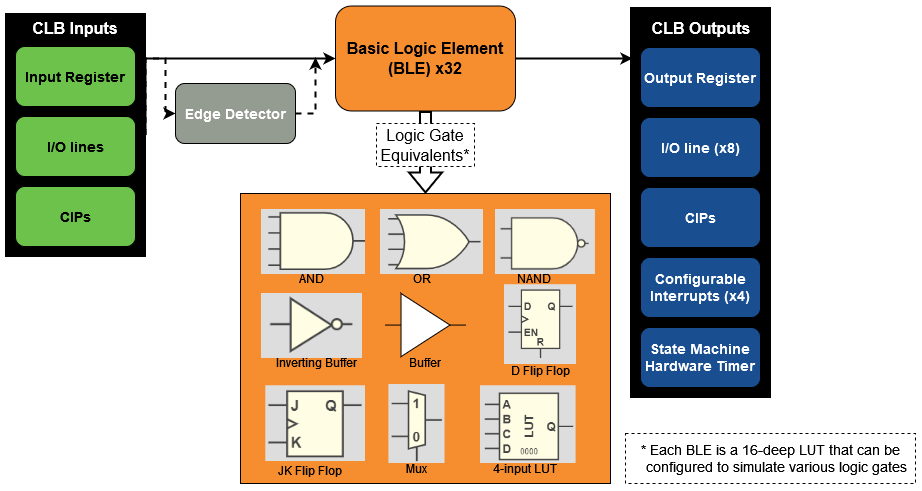 CLB Inputs
Input Register
I/O lines
CIPs
Edge Detector
Basic Logic Element
(BLE) x32
Logic Gate
Equivalents*
AND
OR
NAND
Inverting Buffer
Buffer
D
Q
EN
R
D Flip Flop
J
Q
K
JK Flip Flop
1
0
Mux
A
B
C
D
LUT
Q
0000
4-input LUT
CLB Outputs
Output Register
I/O line (x8)
CIPs
Configurable
Interrupts (x4)
State Machine
Hardware Timer
* Each BLE is a 16-deep LUT that can be
configured to simulate various logic gates